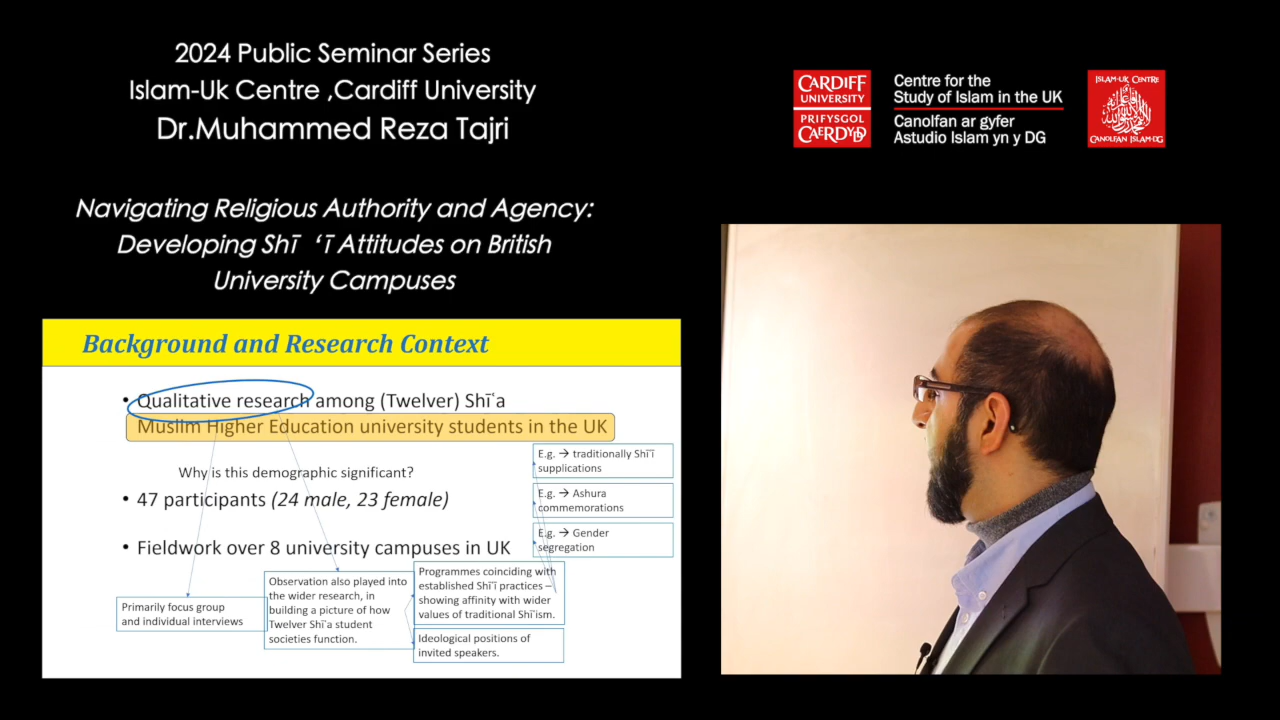 2024 Public Seminar Series
Islam-Uk Centre ,Cardiff University
Dr.Muhammed Reza Tajri
Navigating Religious Authority and Agency:
Developing Shī ‘ī Attitudes on British
University Campuses
CARDIFF
UNIVERSITY
PRIFYSGOL
CAERDYDD
Centre for the
Study of Islam in the UK
Canolfan ar gyfer
Astudio Islam yn y DG
ISLAM-UK CENTRE
CANOLFAN ISLAM-DG
Background and Research Context
• Qualitative research among (Twelver) Shīʿa
Muslim Higher Education university students in the UK
Why is this demographic significant?
• 47 participants (24 male, 23 female)
• Fieldwork over 8 university campuses in UK
E.g. → traditionally Shīʿī
supplications
E.g. → Ashura
commemorations
E.g. → Gender
segregation
Primarily focus group
and individual interviews
Observation also played into
the wider research, in
building a picture of how
Twelver Shīʿa student
societies function.
Programmes coinciding with
established Shīʿī practices –
showing affinity with wider
values of traditional Shīʿism.
Ideological positions of
invited speakers.